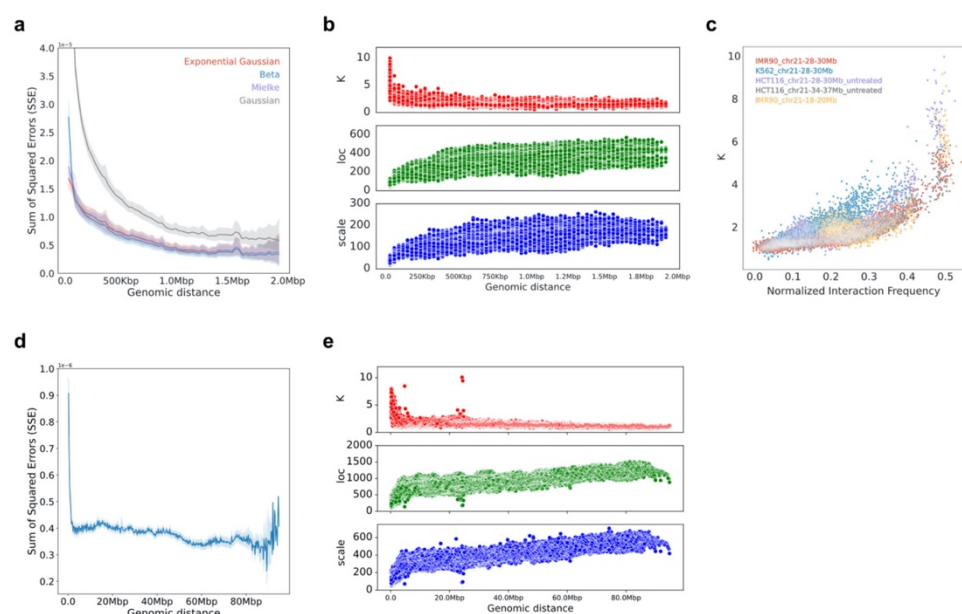 a
1e−5
4.0
3.5
3.0
2.5
2.0
1.5
1.0
0.5
0.0
Sum of Squared Errors (SSE)
Exponential Gaussian
Beta
Mielke
Gaussian
0.0 500Kbp 1.0Mbp 1.5Mbp 2.0Mbp
Genomic distance
b
K
10
5
0
loc
600
400
200
0
scale
300
200
100
0
0.0 250Kbp 500Kbp 750Kbp 1.0Mbp 1.2Mbp 1.5Mbp 1.8Mbp 2.0Mbp
Genomic distance
c
K
10
8
6
4
2
IMR90_chr21-28-30Mb
K562_chr21-28-30Mb
HCT116_chr21-28-30Mb_untreated
HCT116_chr21-34-37Mb_untreated
IMR90_chr21-18-20Mb
0.0 0.1 0.2 0.3 0.4 0.5
Normalized Interaction Frequency
d
1e−6
1.0
0.9
0.8
0.7
0.6
0.5
0.4
0.3
0.2
Sum of Squared Errors (SSE)
0.0 20Mbp 40Mbp 60Mbp 80Mbp
Genomic distance
e
K
10
5
0
loc
2000
1500
1000
500
0
scale
600
400
200
0
0.0 20.0Mbp 40.0Mbp 60.0Mbp 80.0Mbp
Genomic distance